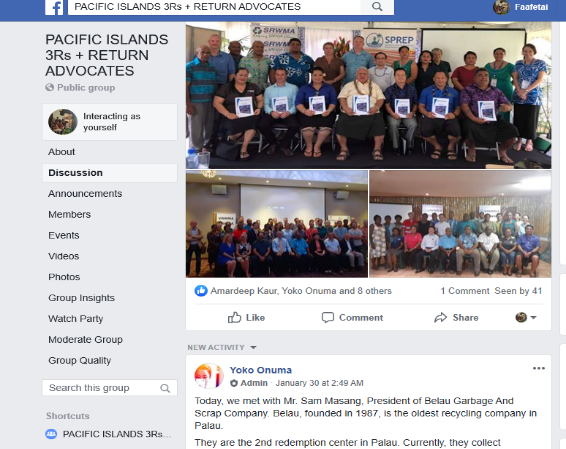 f
PACIFIC ISLANDS 3Rs + RETURN ADVOCATES
Faafetai
PACIFIC ISLANDS
3Rs + RETURN
ADVOCATES
Public group
Interacting as
yourself
About
Discussion
Announcements
Members
Events
Videos
Photos
Group Insights
Watch Party
Moderate Group
Group Quality
Search this group
Shortcuts
PACIFIC ISLANDS 3Rs...
SRWMA
SPREP
Amardeep Kaur, Yoko Onuma and 8 others
1 Comment Seen by 41
Like
Comment
Share
NEW ACTIVITY
Yoko Onuma
Admin · January 30 at 2:49 AM
Today, we met with Mr. Sam Masang, President of Belau Garbage And
Scrap Company. Belau, founded in 1987, is the oldest recycling company in
Palau.
They are the 2nd redemption center in Palau. Currently, they collect